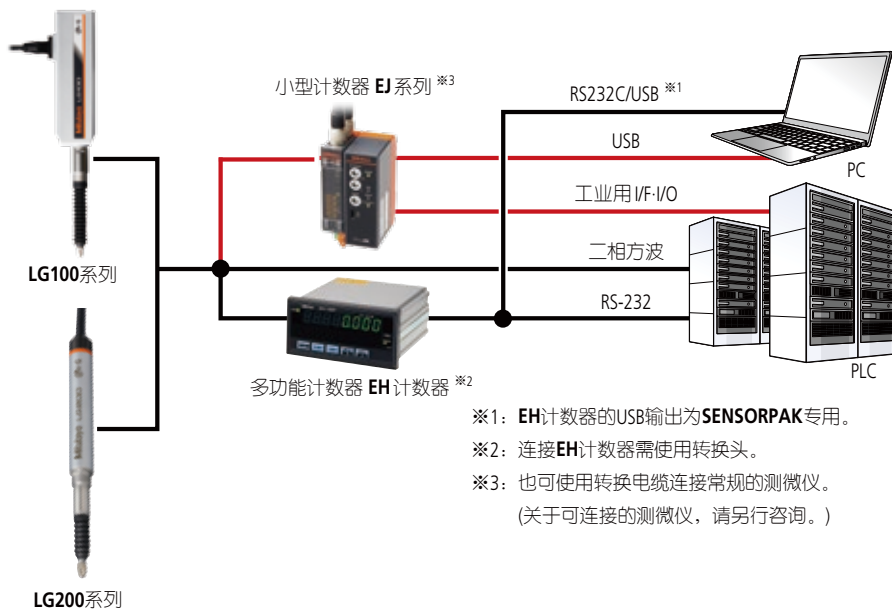 小型计数器 EJ系列 ※3
RS232C/USB ※1
USB
PC
工业用I/F·I/O
二相方波
LG100系列
RS-232
PLC
多功能计数器 EH计数器 ※2
※1：EH计数器的USB输出为SENSORPAK专用。
※2：连接EH计数器需使用转换头。
※3：也可使用转换电缆连接常规的测微仪。
(关于可连接的测微仪，请另行咨询。)
Mitutoyo
Mitutoyo
LG200系列